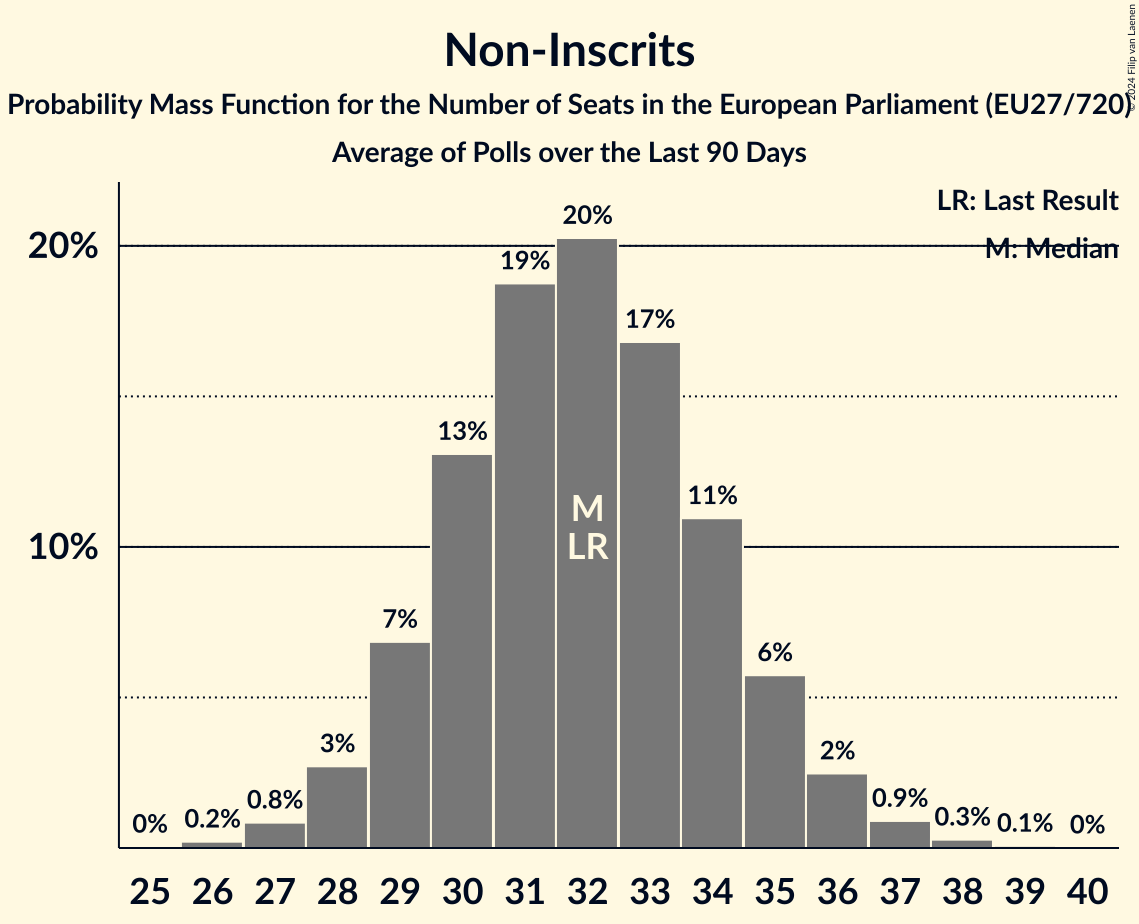 Non-Inscrits
Probability Mass Function for the Number of Seats in the European Parliament (EU27/720)
Average of Polls over the Last 90 Days
© 2024 Filip van Laenen
LR: Last Result
M: Median
20%
10%
0%
0.2%
0.8%
3%
7%
13%
19%
20%
17%
11%
6%
2%
0.9%
0.3%
0.1%
0%
M
LR
25 26 27 28 29 30 31 32 33 34 35 36 37 38 39 40